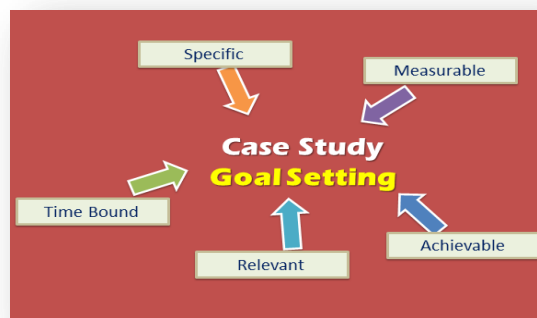 Specific
Measurable
Case Study
Goal Setting
Time Bound
Achievable
Relevant